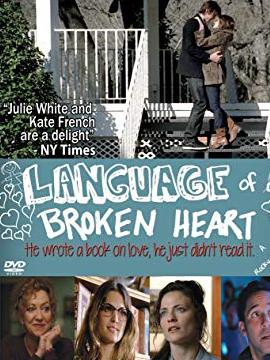 “Julie White and
Kate French
are a delight”
- NY Times
LANGUAGE of
A BROKEN HEART
He wrote a book on love, he just didn't read it.
DVD
VIDEO